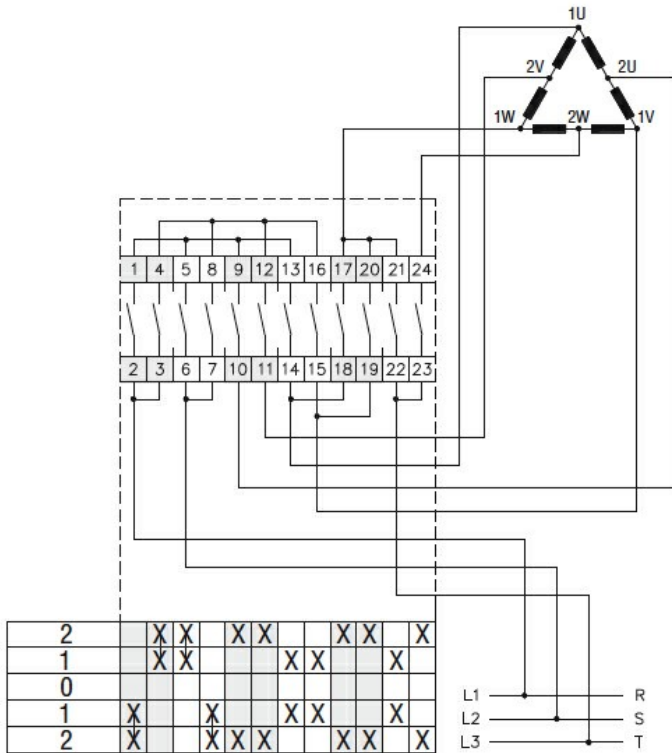 1U
2V 2U
1W 2W 1V
1 4 5 8 9 12 13 16 17 20 21 24
2 3 6 7 10 11 14 15 18 19 22 23
2 X X X X X X X
1 X X X X X
0
1 X X X X X
2 X X X X X X X
L1 R
L2 S
L3 T